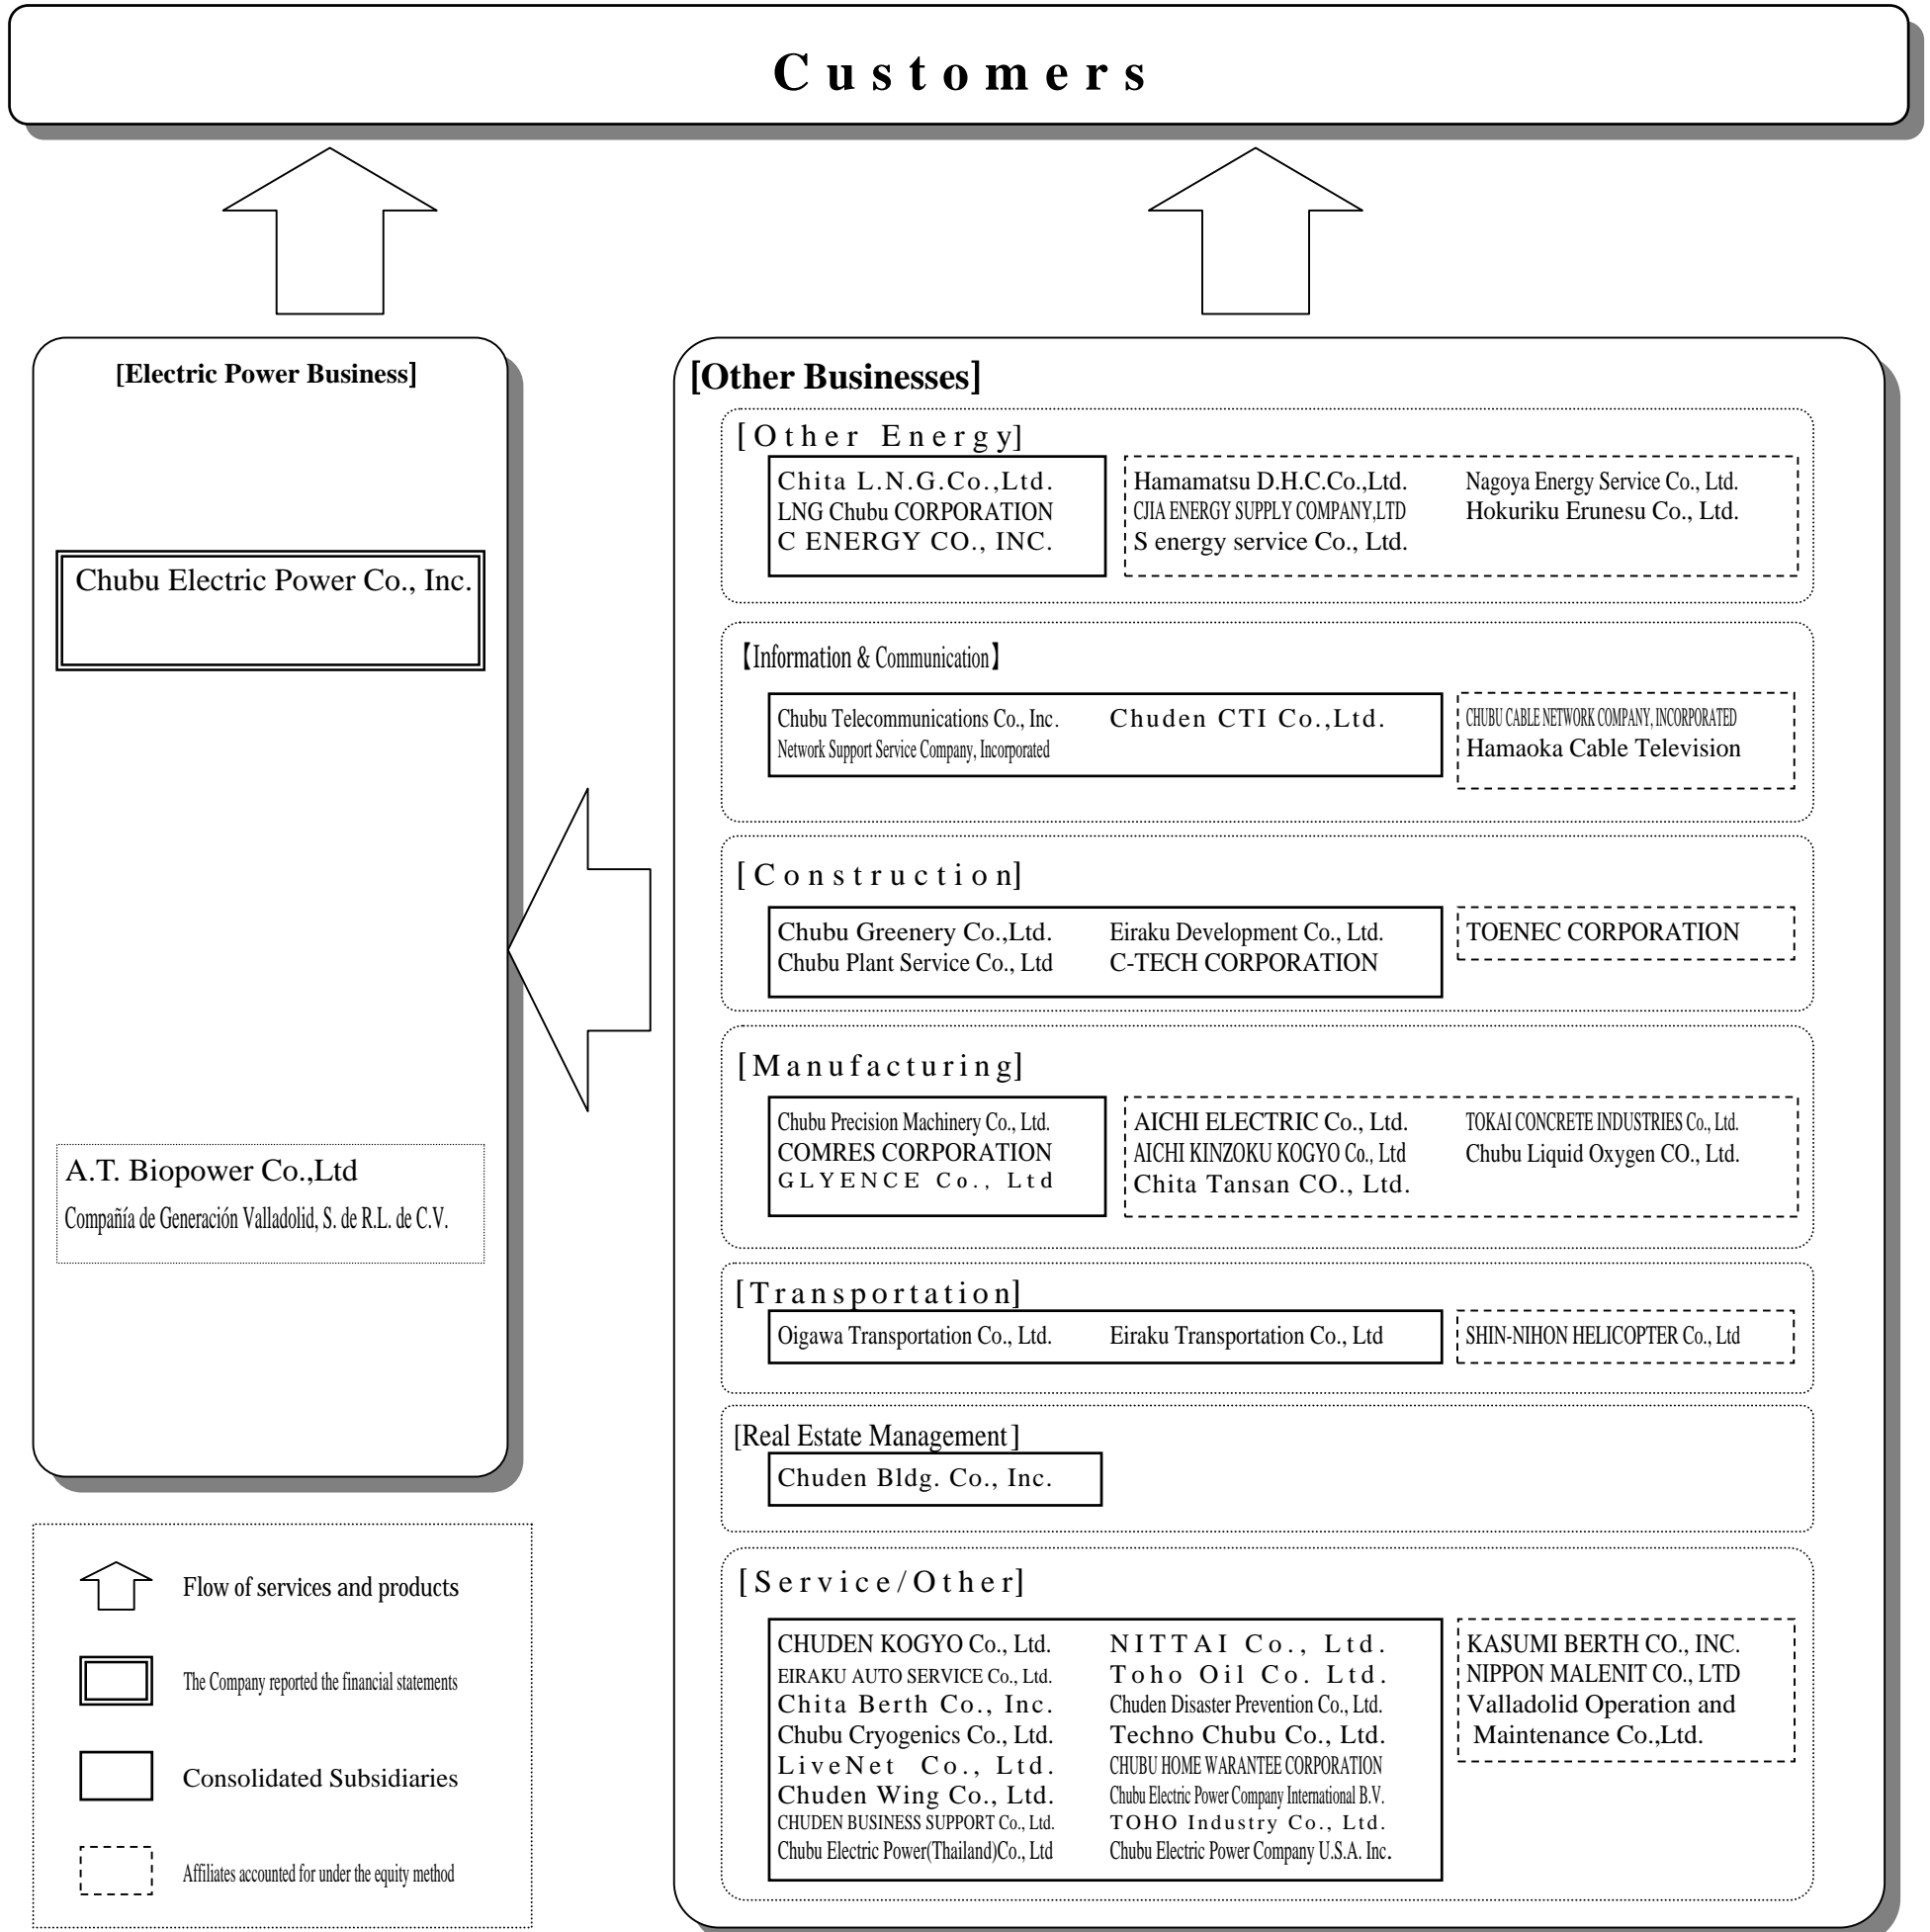 Customers
[Electric Power Business]
Chubu Electric Power Co., Inc.
A.T. Biopower Co.,Ltd
Compañía de Generación Valladolid, S. de R.L. de C.V.
Flow of services and products
The Company reported the financial statements
Consolidated Subsidiaries
Affiliates accounted for under the equity method
[Other Businesses]
[Other Energy]
Chita L.N.G.Co.,Ltd.
LNG Chubu CORPORATION
C ENERGY CO., INC.
Hamamatsu D.H.C.Co.,Ltd.
CJIA ENERGY SUPPLY COMPANY,LTD
S energy service Co., Ltd.
Nagoya Energy Service Co., Ltd.
Hokuriku Erunesu Co., Ltd.
【Information & Communication】
Chubu Telecommunications Co., Inc.
Network Support Service Company, Incorporated
Chuden CTI Co.,Ltd.
CHUBU CABLE NETWORK COMPANY, INCORPORATED
Hamaoka Cable Television
[Construction]
Chubu Greenery Co.,Ltd.
Chubu Plant Service Co., Ltd
Eiraku Development Co., Ltd.
C-TECH CORPORATION
TOENEC CORPORATION
[Manufacturing]
Chubu Precision Machinery Co., Ltd.
COMRES CORPORATION
GLYENCE Co., Ltd
AICHI ELECTRIC Co., Ltd.
AICHI KINZOKU KOGYO Co., Ltd
Chita Tansan CO., Ltd.
TOKAI CONCRETE INDUSTRIES Co., Ltd.
Chubu Liquid Oxygen CO., Ltd.
[Transportation]
Oigawa Transportation Co., Ltd.
Eiraku Transportation Co., Ltd
SHIN-NIHON HELICOPTER Co., Ltd
[Real Estate Management]
Chuden Bldg. Co., Inc.
[Service/Other]
CHUDEN KOGYO Co., Ltd.
EIRAKU AUTO SERVICE Co., Ltd.
Chita Berth Co., Inc.
Chubu Cryogenics Co., Ltd.
LiveNet Co., Ltd.
Chuden Wing Co., Ltd.
CHUDEN BUSINESS SUPPORT Co., Ltd.
Chubu Electric Power(Thailand)Co., Ltd
NITTAI Co., Ltd.
Toho Oil Co. Ltd.
Chuden Disaster Prevention Co., Ltd.
Techno Chubu Co., Ltd.
CHUBU HOME WARANTEE CORPORATION
Chubu Electric Power Company International B.V.
TOHO Industry Co., Ltd.
Chubu Electric Power Company U.S.A. Inc.
KASUMI BERTH CO., INC.
NIPPON MALENIT CO., LTD
Valladolid Operation and
Maintenance Co.,Ltd.